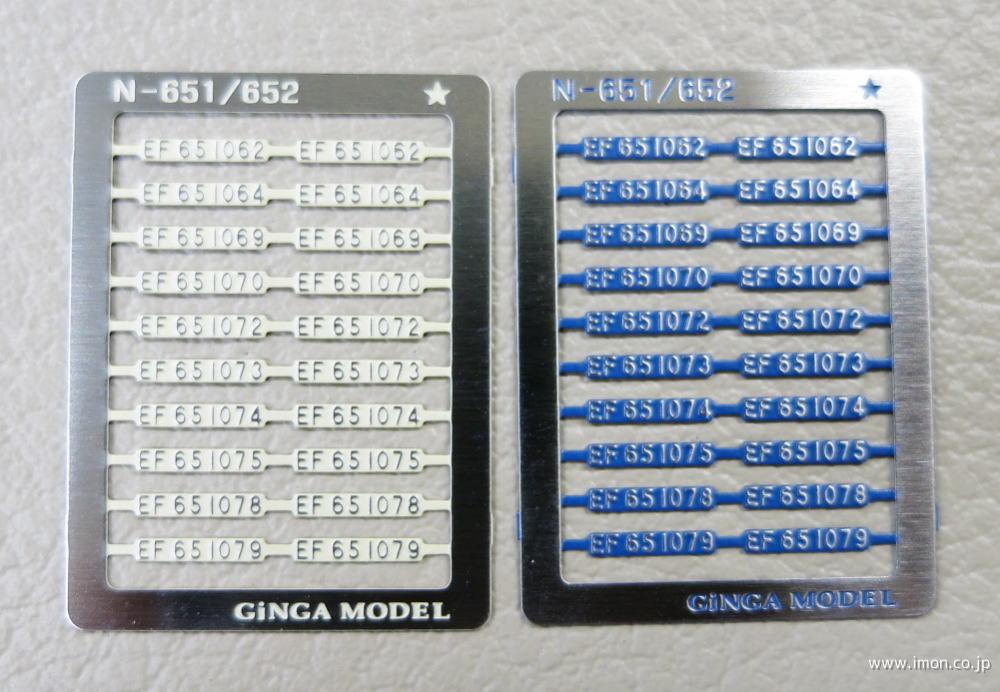 N-651/652 ★
EF 65 1062 EF 65 1062
EF 65 1064 EF 65 1064
EF 65 1069 EF 65 1069
EF 65 1070 EF 65 1070
EF 65 1072 EF 65 1072
EF 65 1073 EF 65 1073
EF 65 1074 EF 65 1074
EF 65 1075 EF 65 1075
EF 65 1078 EF 65 1078
EF 65 1079 EF 65 1079
GiNGA MODEL
N-651/652 ★
EF 65 1062 EF 65 1062
EF 65 1064 EF 65 1064
EF 65 1069 EF 65 1069
EF 65 1070 EF 65 1070
EF 65 1072 EF 65 1072
EF 65 1073 EF 65 1073
EF 65 1074 EF 65 1074
EF 65 1075 EF 65 1075
EF 65 1078 EF 65 1078
EF 65 1079 EF 65 1079
GiNGA MODEL
www.imon.co.jp